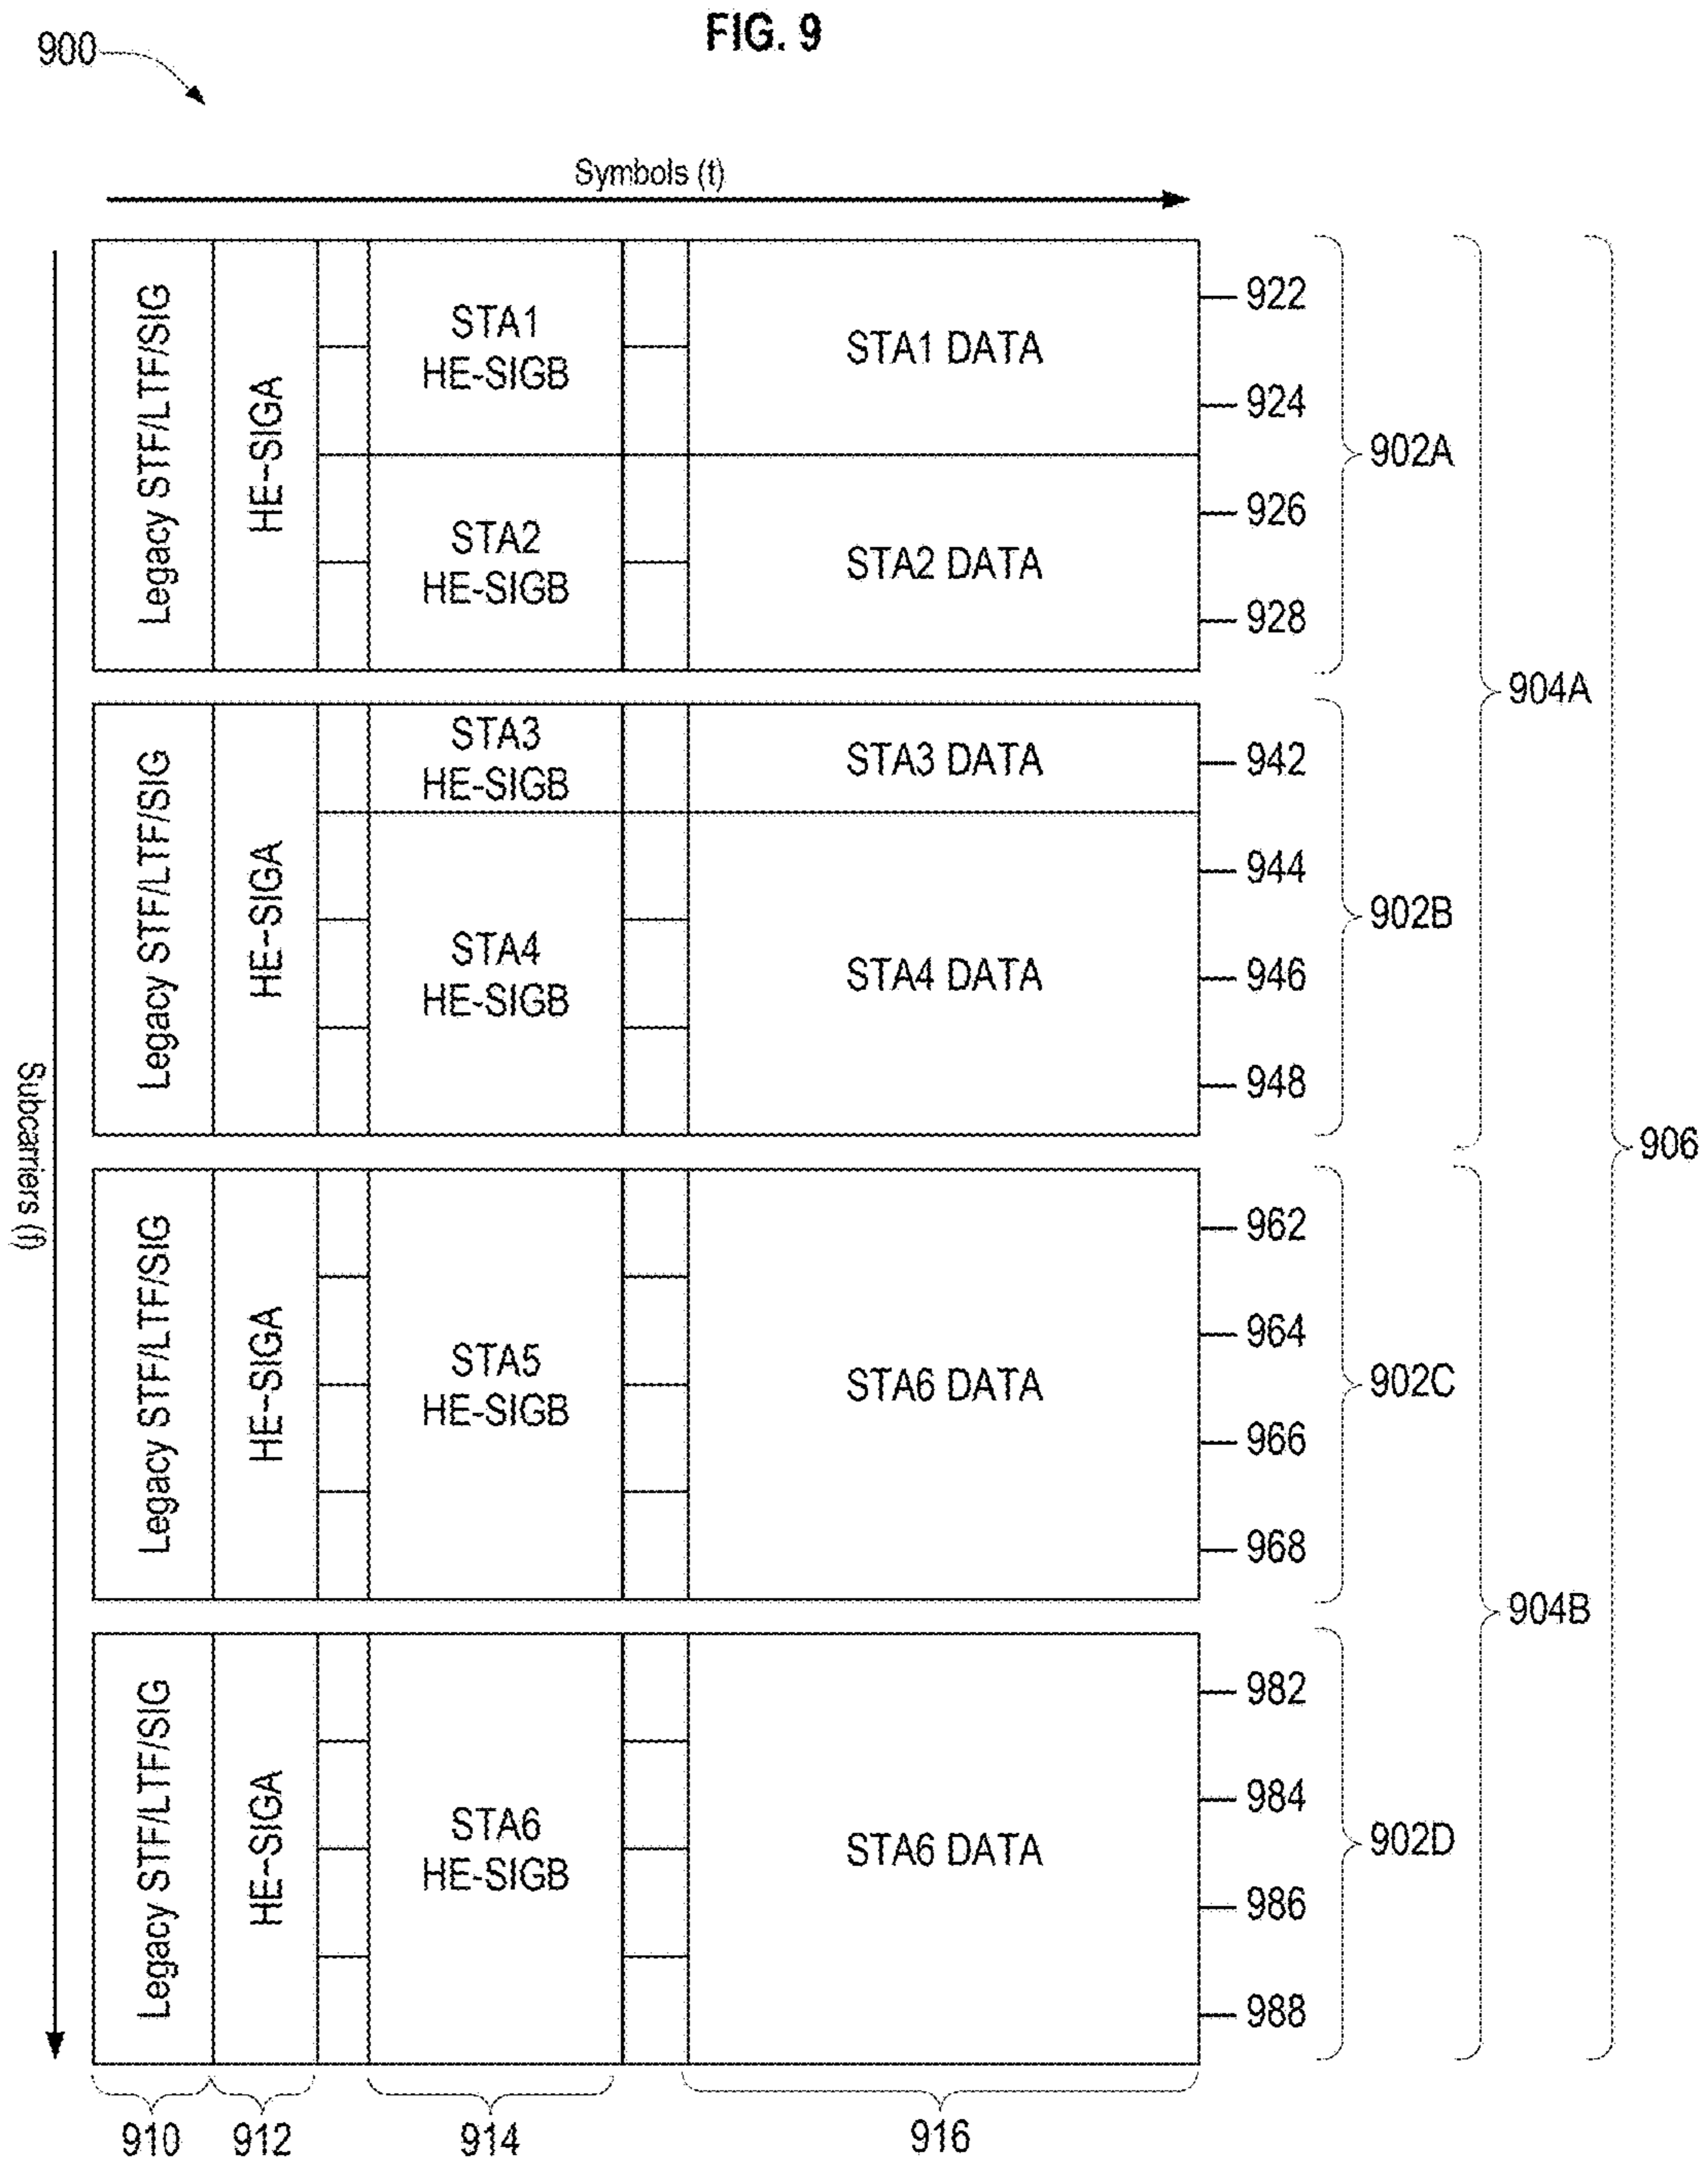 FIG. 9
900
Symbols (t)
Subcarriers (f)
Legacy STF/LTF/SIG
HE-SIGA
STA1
HE-SIGB
STA1 DATA
STA2
HE-SIGB
STA2 DATA
922
924
926
928
902A
Legacy STF/LTF/SIG
HE-SIGA
STA3
HE-SIGB
STA3 DATA
STA4
HE-SIGB
STA4 DATA
942
944
946
948
902B
904A
Legacy STF/LTF/SIG
HE-SIGA
STA5
HE-SIGB
STA6 DATA
962
964
966
968
902C
Legacy STF/LTF/SIG
HE-SIGA
STA6
HE-SIGB
STA6 DATA
982
984
986
988
902D
904B
906
910
912
914
916